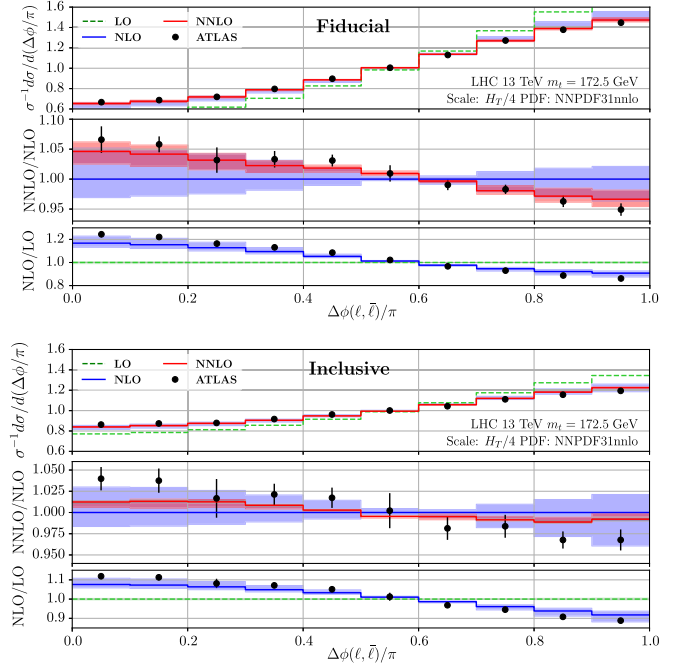 1.6
1.4
1.2
1.0
0.8
0.6
σ⁻¹dσ/d(Δϕ/π)
LO
NLO
NNLO
ATLAS
Fiducial
LHC 13 TeV mₜ = 172.5 GeV
Scale: H_T/4 PDF: NNPDF31nnlo
1.10
1.05
1.00
0.95
NNLO/NLO
1.2
1.0
0.8
NLO/LO
0.0 0.2 0.4 0.6 0.8 1.0
Δϕ(ℓ, ℓ̄)/π
1.6
1.4
1.2
1.0
0.8
0.6
σ⁻¹dσ/d(Δϕ/π)
LO
NLO
NNLO
ATLAS
Inclusive
LHC 13 TeV mₜ = 172.5 GeV
Scale: H_T/4 PDF: NNPDF31nnlo
1.050
1.025
1.000
0.975
0.950
NNLO/NLO
1.1
1.0
0.9
NLO/LO
0.0 0.2 0.4 0.6 0.8 1.0
Δϕ(ℓ, ℓ̄)/π